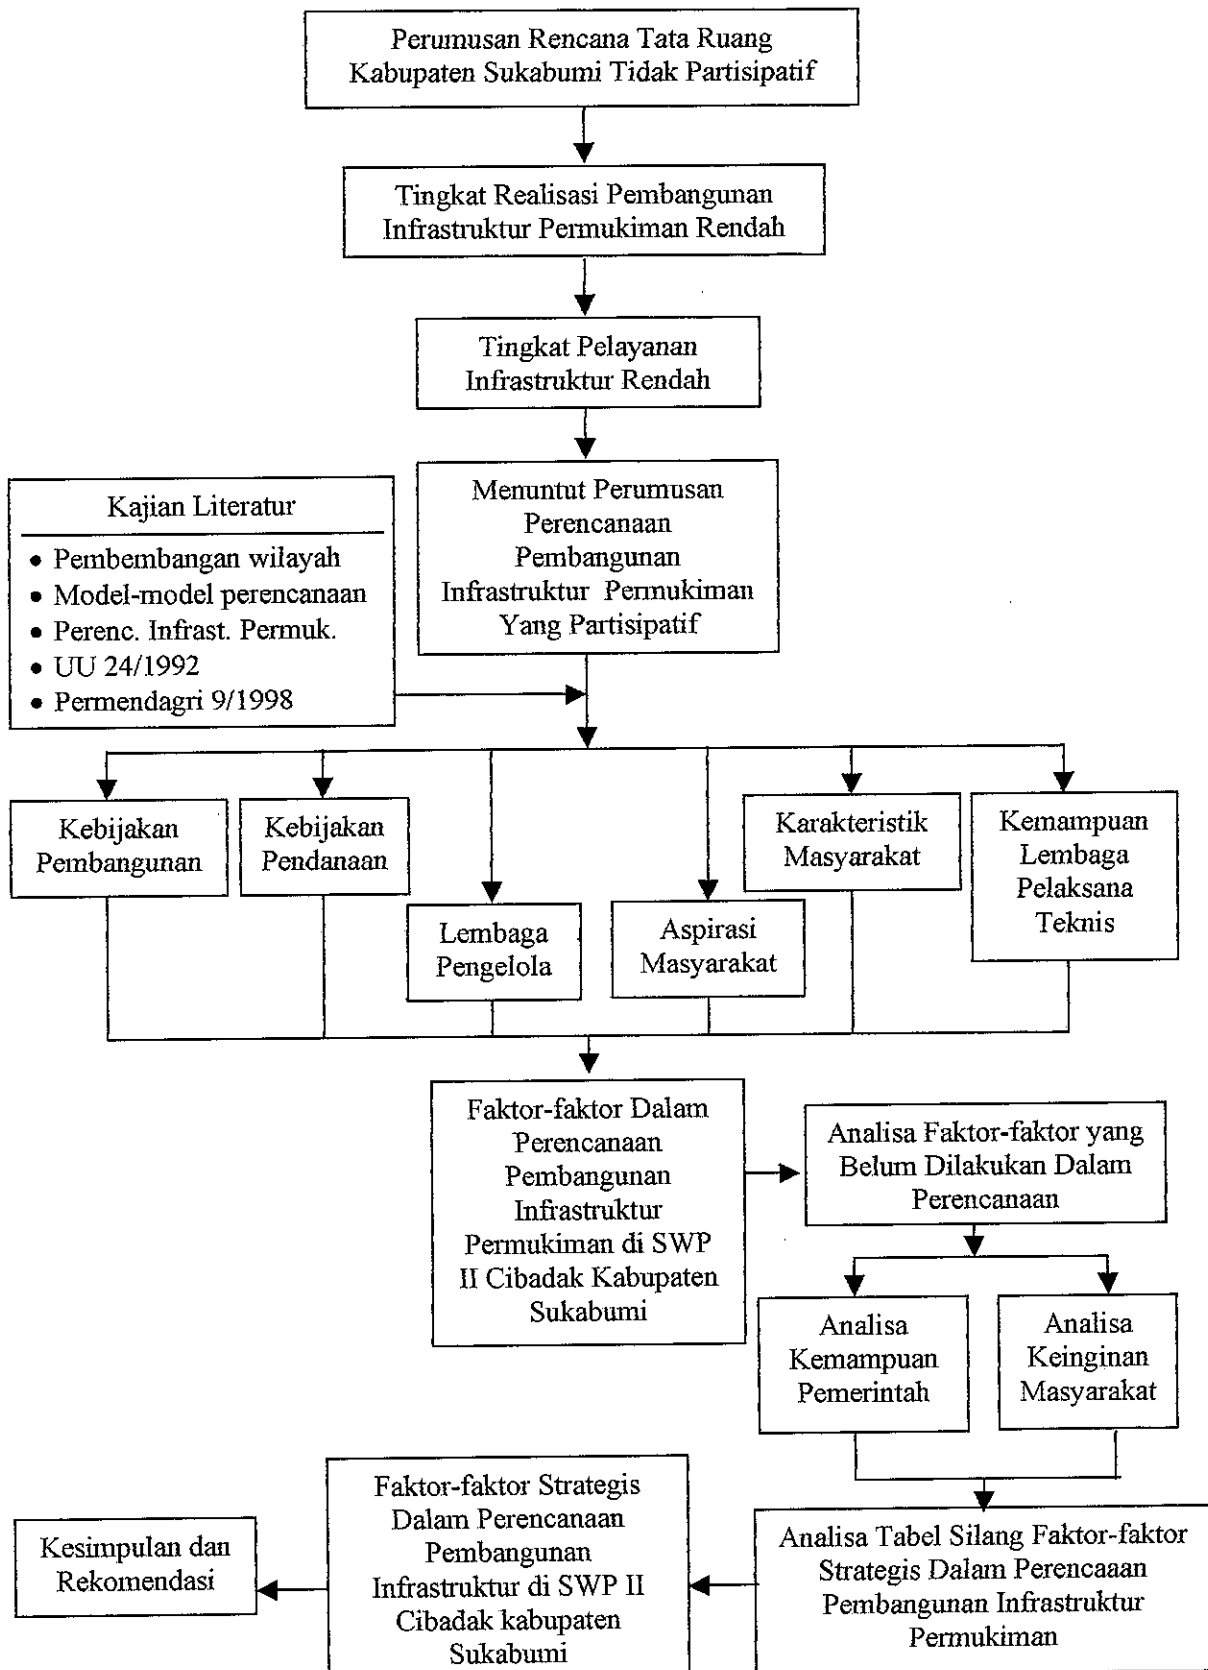 Perumusan Rencana Tata Ruang
Kabupaten Sukabumi Tidak Partisipatif
Tingkat Realisasi Pembangunan
Infrastruktur Permukiman Rendah
Tingkat Pelayanan
Infrastruktur Rendah
Menuntut Perumusan
Perencanaan
Pembangunan
Infrastruktur Permukiman
Yang Partisipatif
Kajian Literatur
• Pembembangan wilayah
• Model-model perencanaan
• Perenc. Infrast. Permuk.
• UU 24/1992
• Permendagri 9/1998
Kebijakan
Pembangunan
Kebijakan
Pendanaan
Lembaga
Pengelola
Aspirasi
Masyarakat
Karakteristik
Masyarakat
Kemampuan
Lembaga
Pelaksana
Teknis
Faktor-faktor Dalam
Perencanaan
Pembangunan
Infrastruktur
Permukiman di SWP
II Cibadak Kabupaten
Sukabumi
Analisa Faktor-faktor yang
Belum Dilakukan Dalam
Perencanaan
Analisa
Kemampuan
Pemerintah
Analisa
Keinginan
Masyarakat
Analisa Tabel Silang Faktor-faktor
Strategis Dalam Perencaaan
Pembangunan Infrastruktur
Permukiman
Faktor-faktor Strategis
Dalam Perencanaan
Pembangunan
Infrastruktur di SWP II
Cibadak kabupaten
Sukabumi
Kesimpulan dan
Rekomendasi